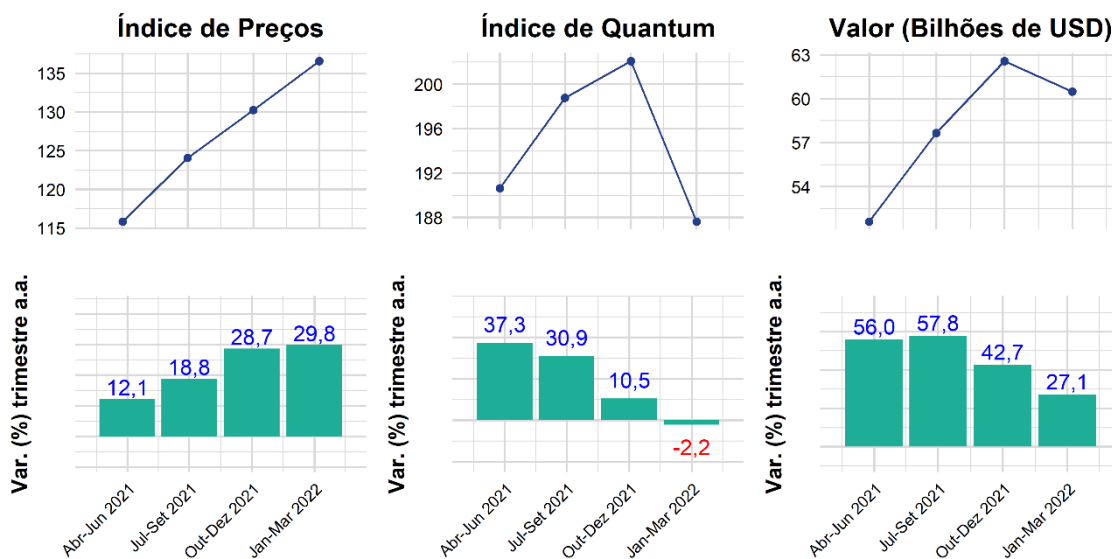 Índice de Preços
135
130
125
120
115
Índice de Quantum
200
196
192
188
Valor (Bilhões de USD)
63
60
57
54
Var. (%) trimestre a.a.
12,1
18,8
28,7
29,8
Abr-Jun 2021
Jul-Set 2021
Out-Dez 2021
Jan-Mar 2022
Var. (%) trimestre a.a.
37,3
30,9
10,5
-2,2
Abr-Jun 2021
Jul-Set 2021
Out-Dez 2021
Jan-Mar 2022
Var. (%) trimestre a.a.
56,0
57,8
42,7
27,1
Abr-Jun 2021
Jul-Set 2021
Out-Dez 2021
Jan-Mar 2022